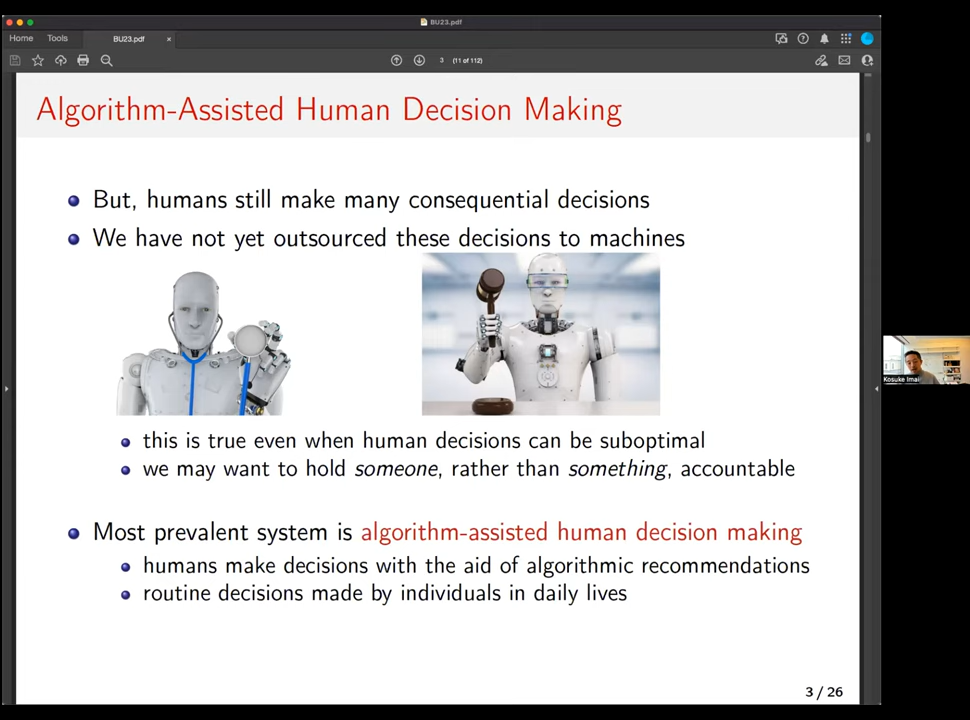 BU23.pdf
Home Tools BU23.pdf ×
3 (11 of 112)
Algorithm-Assisted Human Decision Making
But, humans still make many consequential decisions
We have not yet outsourced these decisions to machines
this is true even when human decisions can be suboptimal
we may want to hold someone, rather than something, accountable
Most prevalent system is algorithm-assisted human decision making
humans make decisions with the aid of algorithmic recommendations
routine decisions made by individuals in daily lives
3 / 26
Kosuke Imai